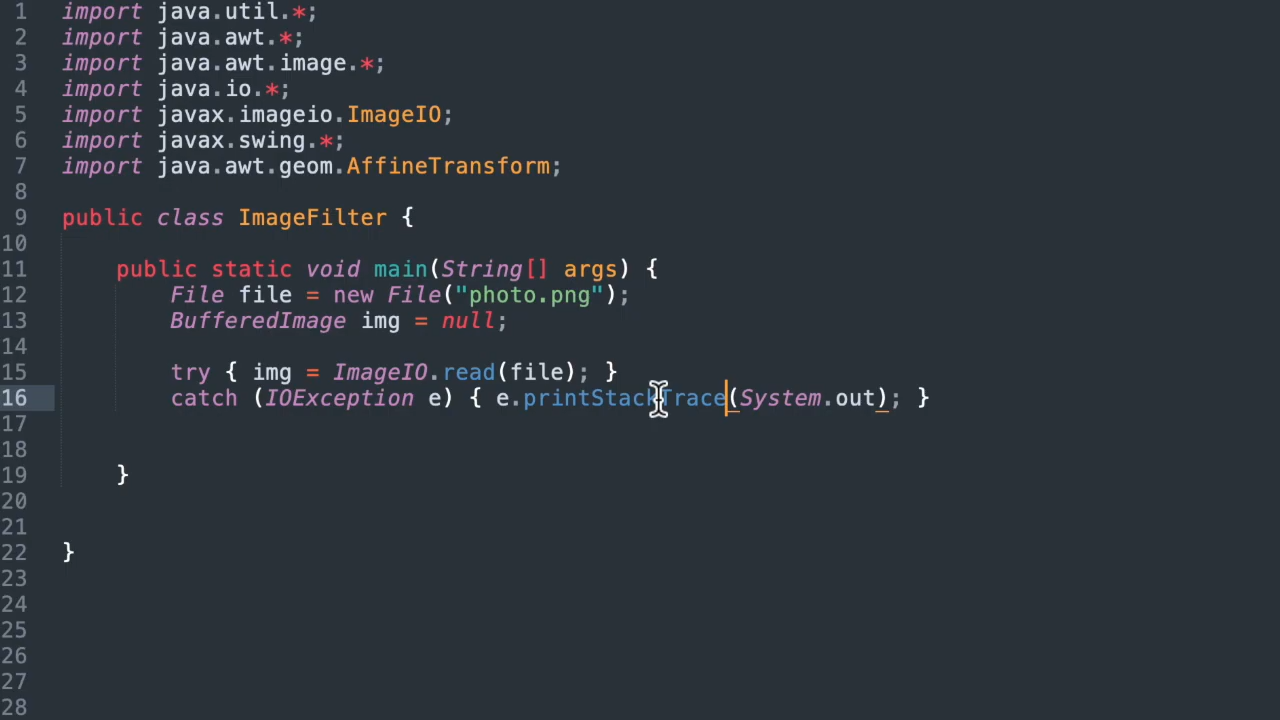 1 import java.util.*;
2 import java.awt.*;
3 import java.awt.image.*;
4 import java.io.*;
5 import javax.imageio.ImageIO;
6 import javax.swing.*;
7 import java.awt.geom.AffineTransform;
8
9 public class ImageFilter {
10
11 public static void main(String[] args) {
12 File file = new File("photo.png");
13 BufferedImage img = null;
14
15 try { img = ImageIO.read(file); }
16 catch (IOException e) { e.printStackTrace(System.out); }
17
18
19 }
20
21
22 }
23
24
25
26
27
28